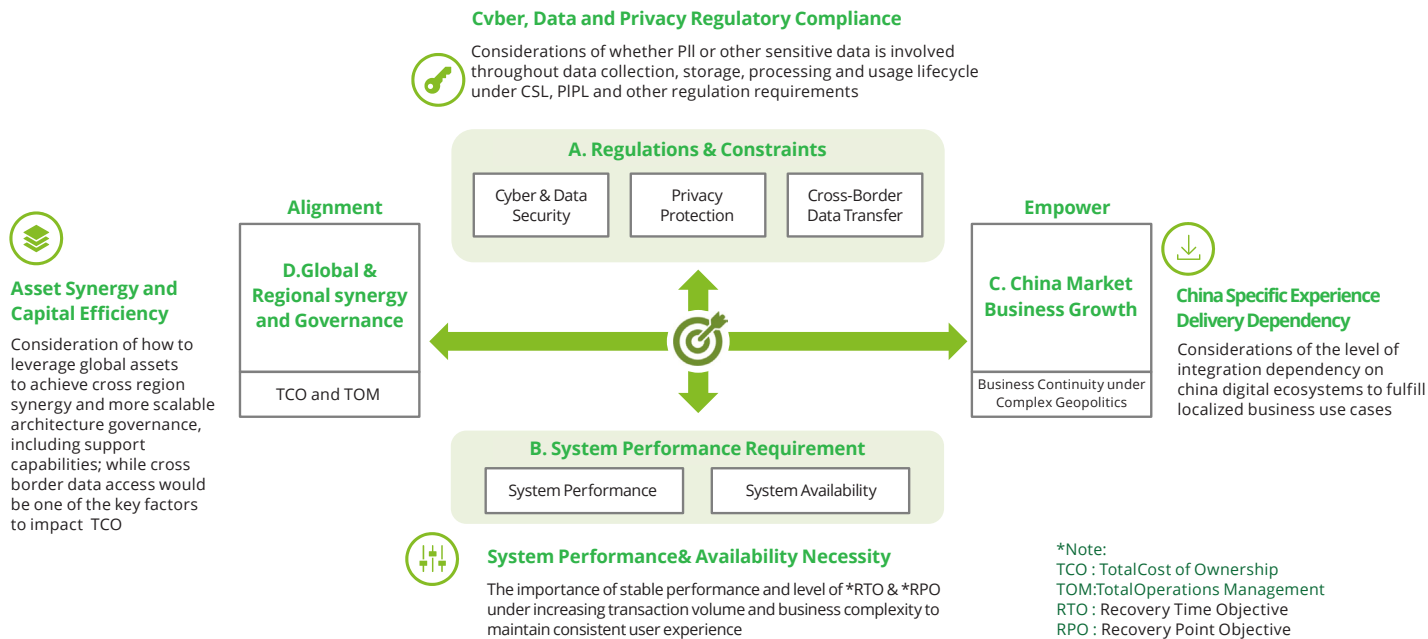 Cvber, Data and Privacy Regulatory Compliance
Considerations of whether PlI or other sensitive data is involved
throughout data collection, storage, processing and usage lifecycle
under CSL, PlPL and other regulation requirements
A. Regulations & Constraints
Cyber & Data
Security
Privacy
Protection
Cross-Border
Data Transfer
Alignment
D.Global &
Regional synergy
and Governance
TCO and TOM
Asset Synergy and
Capital Efficiency
Consideration of how to
leverage global assets
to achieve cross region
synergy and more scalable
architecture governance,
including support
capabilities; while cross
border data access would
be one of the key factors
to impact TCO
Empower
C. China Market
Business Growth
Business Continuity under
Complex Geopolitics
China Specific Experience
Delivery Dependency
Considerations of the level of
integration dependency on
china digital ecosystems to fulfill
localized business use cases
B. System Performance Requirement
System Performance
System Availability
System Performance& Availability Necessity
The importance of stable performance and level of *RTO & *RPO
under increasing transaction volume and business complexity to
maintain consistent user experience
*Note:
TCO : TotalCost of Ownership
TOM:TotalOperations Management
RTO : Recovery Time Objective
RPO : Recovery Point Objective